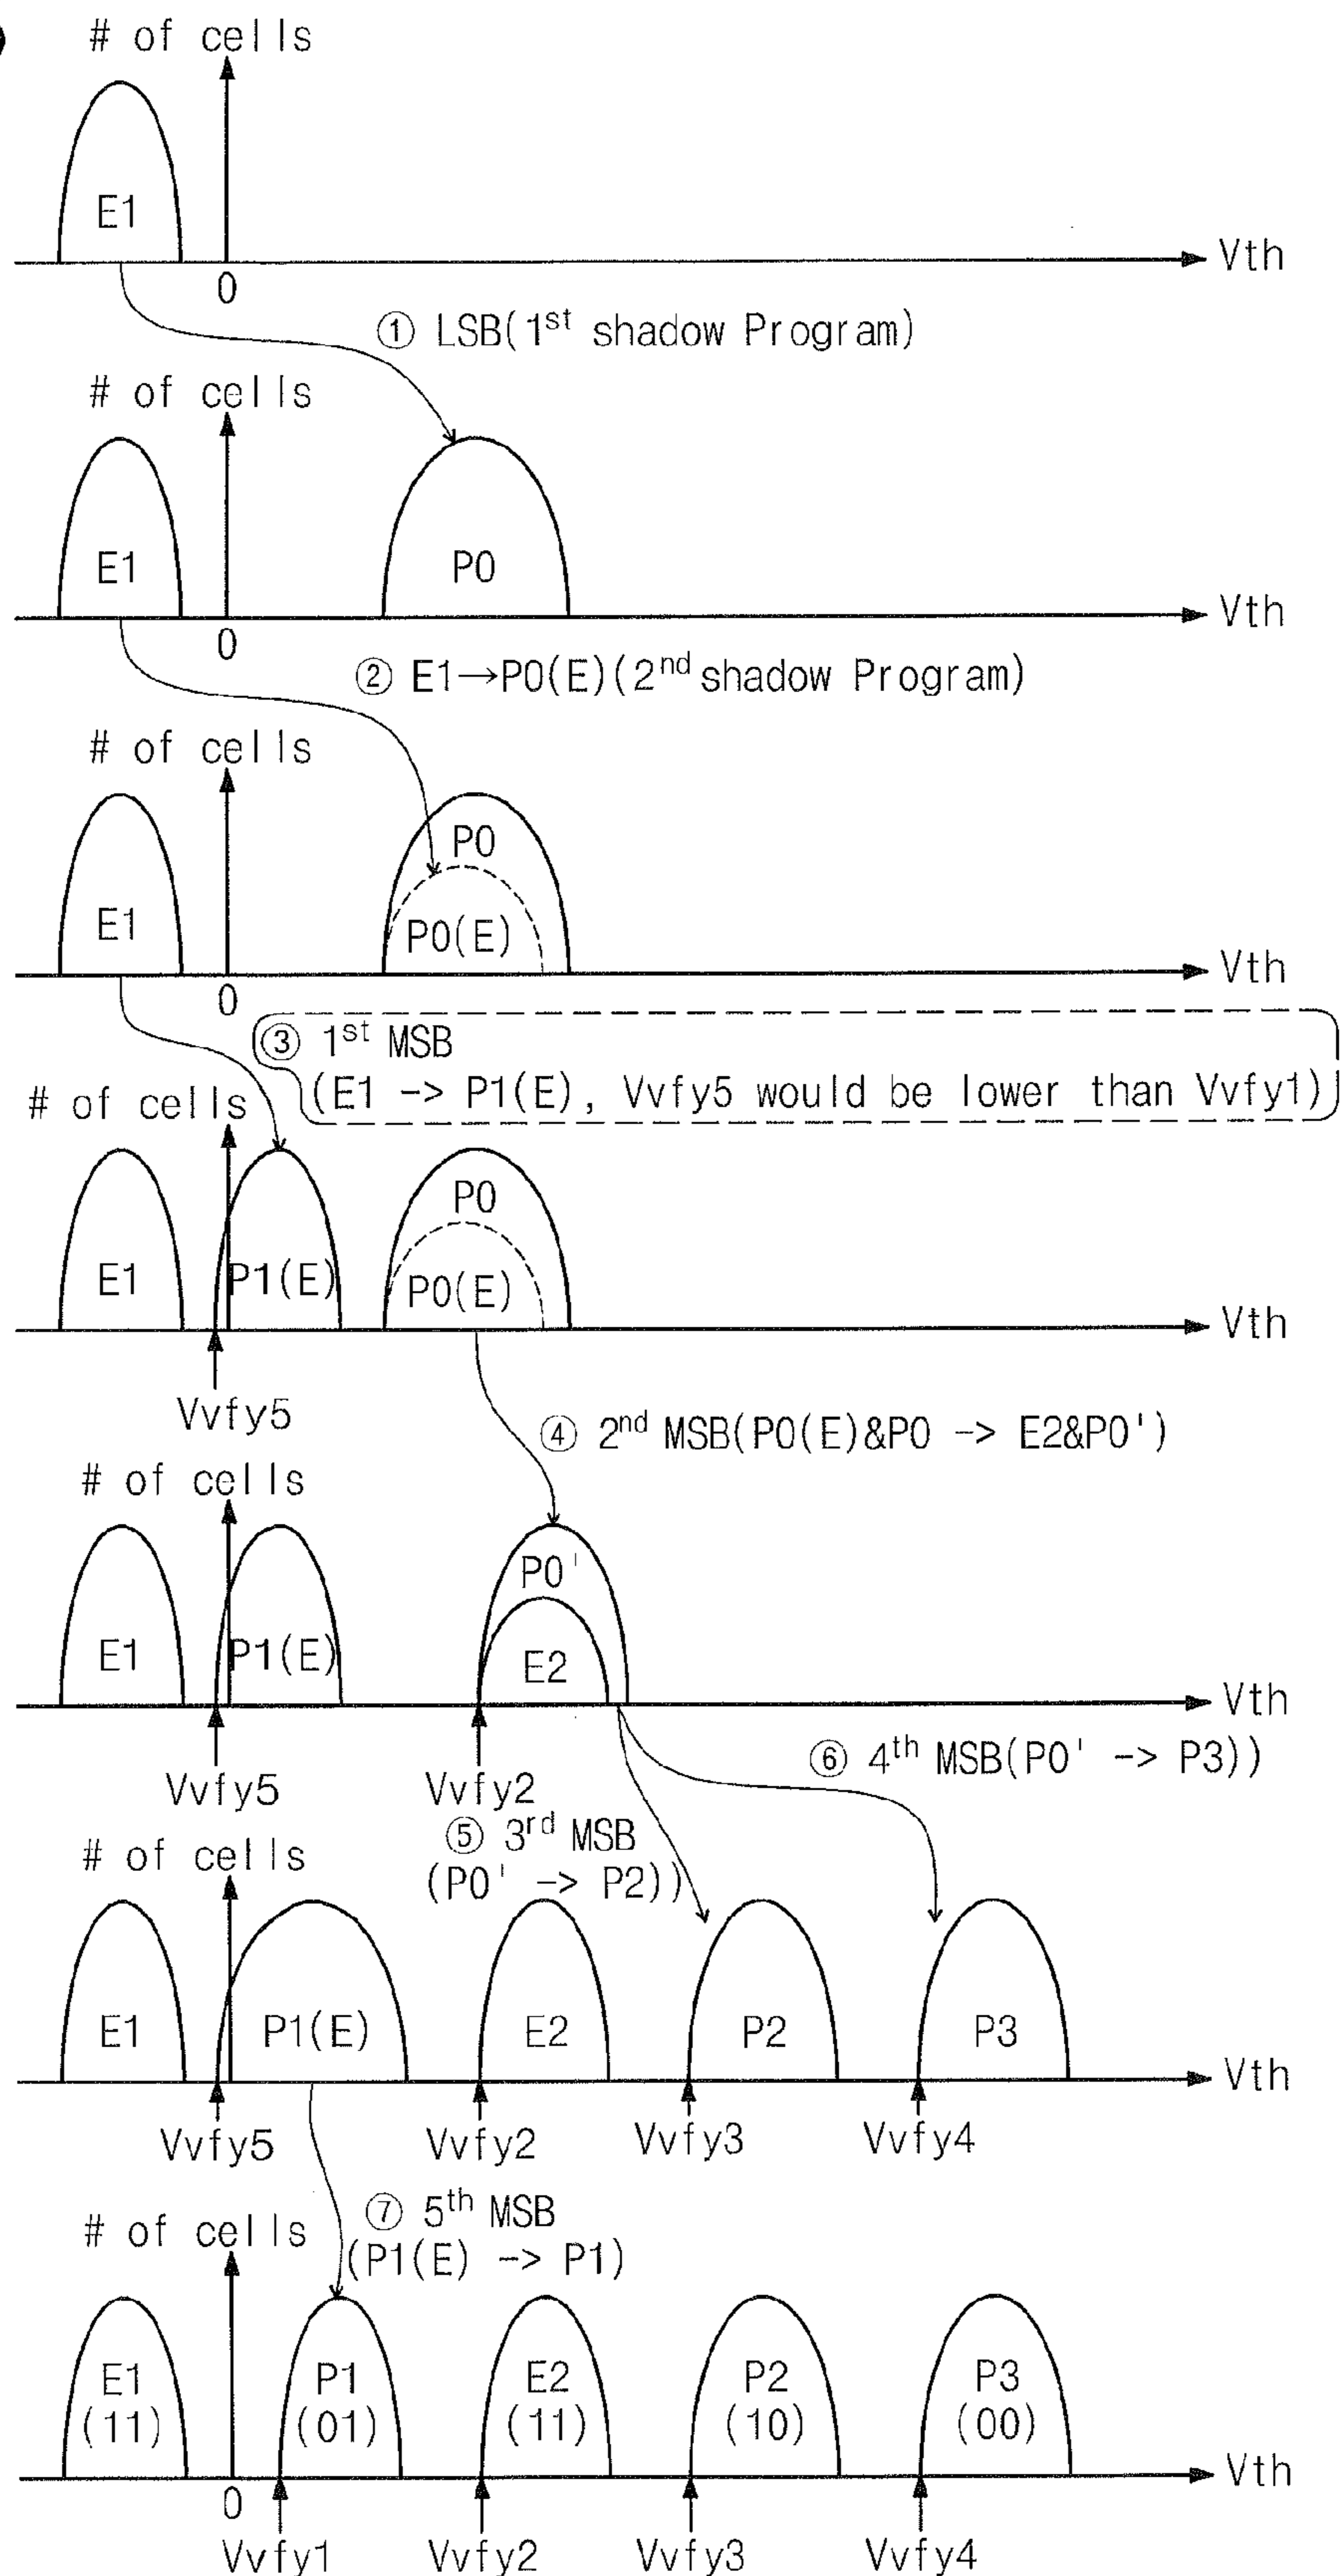 # of cells
E1
Vth
0
① LSB(1st shadow Program)
# of cells
E1
P0
Vth
0
② E1→P0(E)(2nd shadow Program)
# of cells
E1
P0
P0(E)
Vth
0
③ 1st MSB
(E1 -> P1(E), Vvfy5 would be lower than Vvfy1)
# of cells
E1
P1(E)
P0
P0(E)
Vth
Vvfy5
④ 2nd MSB(P0(E)&P0 -> E2&P0')
# of cells
E1
P1(E)
P0'
E2
Vth
Vvfy5
Vvfy2
⑥ 4th MSB(P0' -> P3))
⑤ 3rd MSB
(P0' -> P2))
# of cells
E1
P1(E)
E2
P2
P3
Vth
Vvfy5
Vvfy2
Vvfy3
Vvfy4
⑦ 5th MSB
(P1(E) -> P1)
# of cells
E1
(11)
P1
(01)
E2
(11)
P2
(10)
P3
(00)
Vth
0
Vvfy1
Vvfy2
Vvfy3
Vvfy4